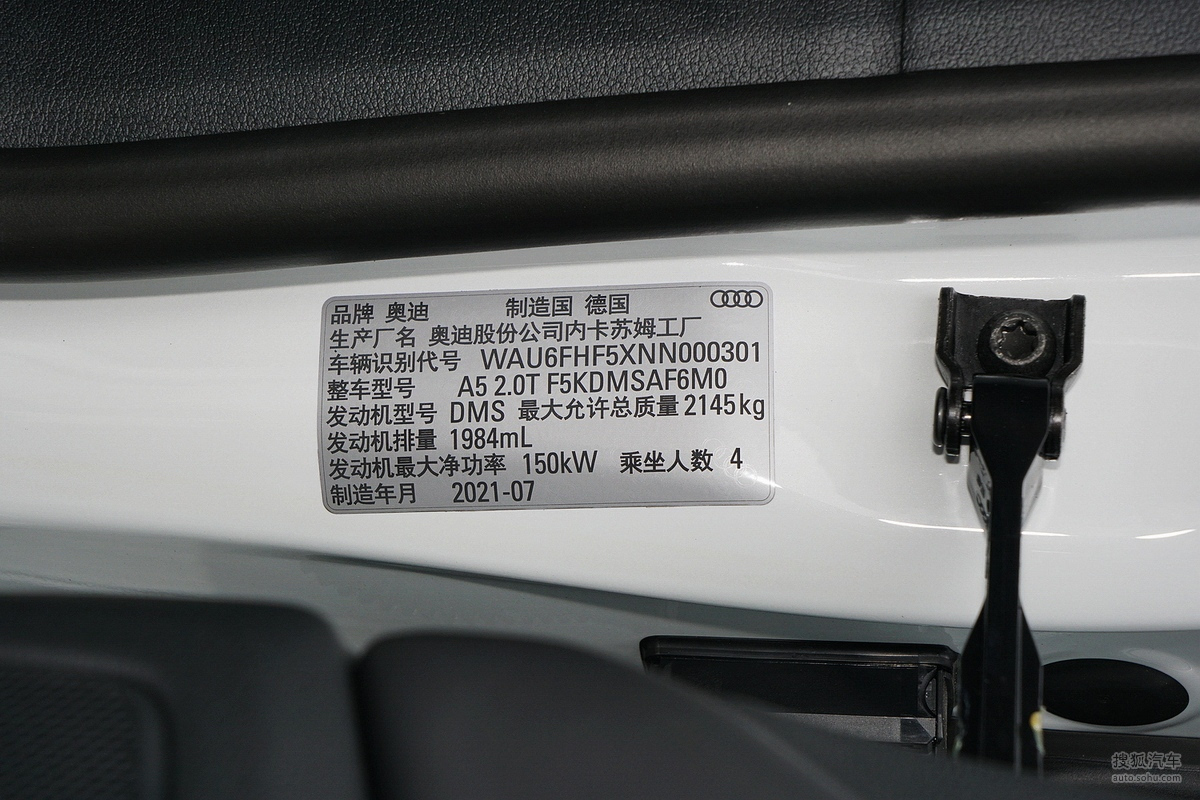 品牌 奥迪 制造国 德国
生产厂名 奥迪股份公司内卡苏姆工厂
车辆识别代号 WAU6FHF5XNN000301
整车型号 A5 2.0T F5KDMSAF6M0
发动机型号 DMS 最大允许总质量 2145kg
发动机排量 1984mL
发动机最大净功率 150kW 乘坐人数 4
制造年月 2021-07
搜狐汽车
auto.sohu.com